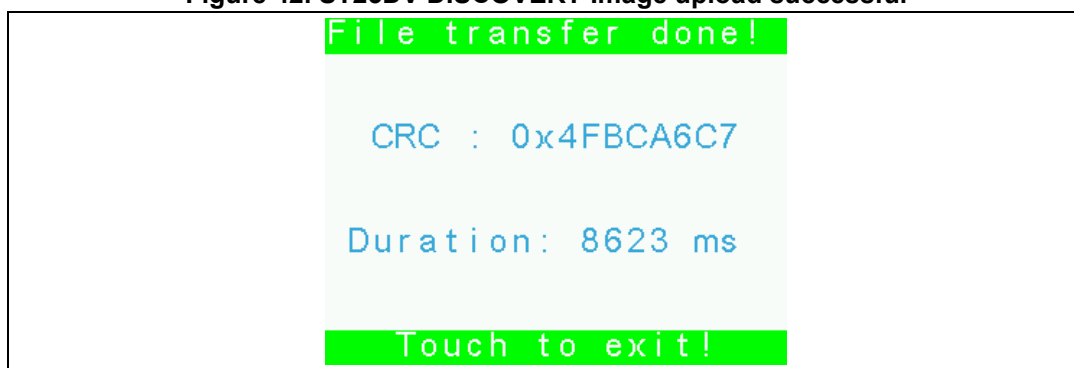 File transfer done!
CRC : 0x4FBCA6C7
Duration: 8623 ms
Touch to exit!